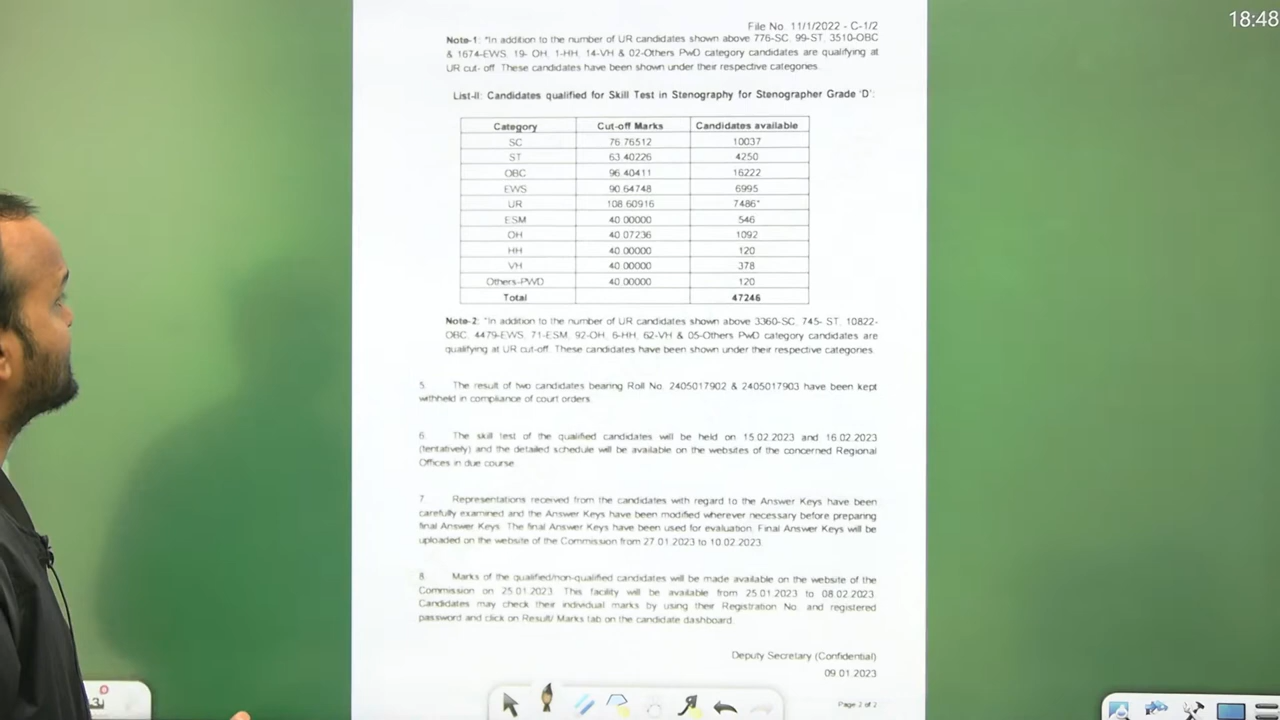 18:48
File No. 11/1/2022 - C-1/2
Note-1: *In addition to the number of UR candidates shown above 776-SC, 99-ST, 3510-OBC
& 1674-EWS, 19- OH, 1-HH, 14-VH & 02-Others PwD category candidates are qualifying at
UR cut- off. These candidates have been shown under their respective categories.
List-II: Candidates qualified for Skill Test in Stenography for Stenographer Grade 'D':
Category Cut-off Marks Candidates available
SC 76.76512 10037
ST 63.40226 4250
OBC 96.40411 16222
EWS 90.64748 6995
UR 108.60916 7486*
ESM 40.00000 546
OH 40.07236 1092
HH 40.00000 120
VH 40.00000 378
Others-PWD 40.00000 120
Total 47246
Note-2: *In addition to the number of UR candidates shown above 3360-SC, 745- ST, 10822-
OBC, 4479-EWS, 71-ESM, 92-OH, 6-HH, 62-VH & 05-Others PwD category candidates are
qualifying at UR cut-off. These candidates have been shown under their respective categories.
5. The result of two candidates bearing Roll No. 2405017902 & 2405017903 have been kept
withheld in compliance of court orders.
6. The skill test of the qualified candidates will be held on 15.02.2023 and 16.02.2023
(tentatively) and the detailed schedule will be available on the websites of the concerned Regional
Offices in due course.
7. Representations received from the candidates with regard to the Answer Keys have been
carefully examined and the Answer Keys have been modified wherever necessary before preparing
final Answer Keys. The final Answer Keys have been used for evaluation. Final Answer Keys will be
uploaded on the website of the Commission from 27.01.2023 to 10.02.2023.
8. Marks of the qualified/non-qualified candidates will be made available on the website of the
Commission on 25.01.2023. This facility will be available from 25.01.2023 to 08.02.2023.
Candidates may check their individual marks by using their Registration No. and registered
password and click on Result/ Marks tab on the candidate dashboard.
Deputy Secretary (Confidential)
09.01.2023
Page 2 of 2